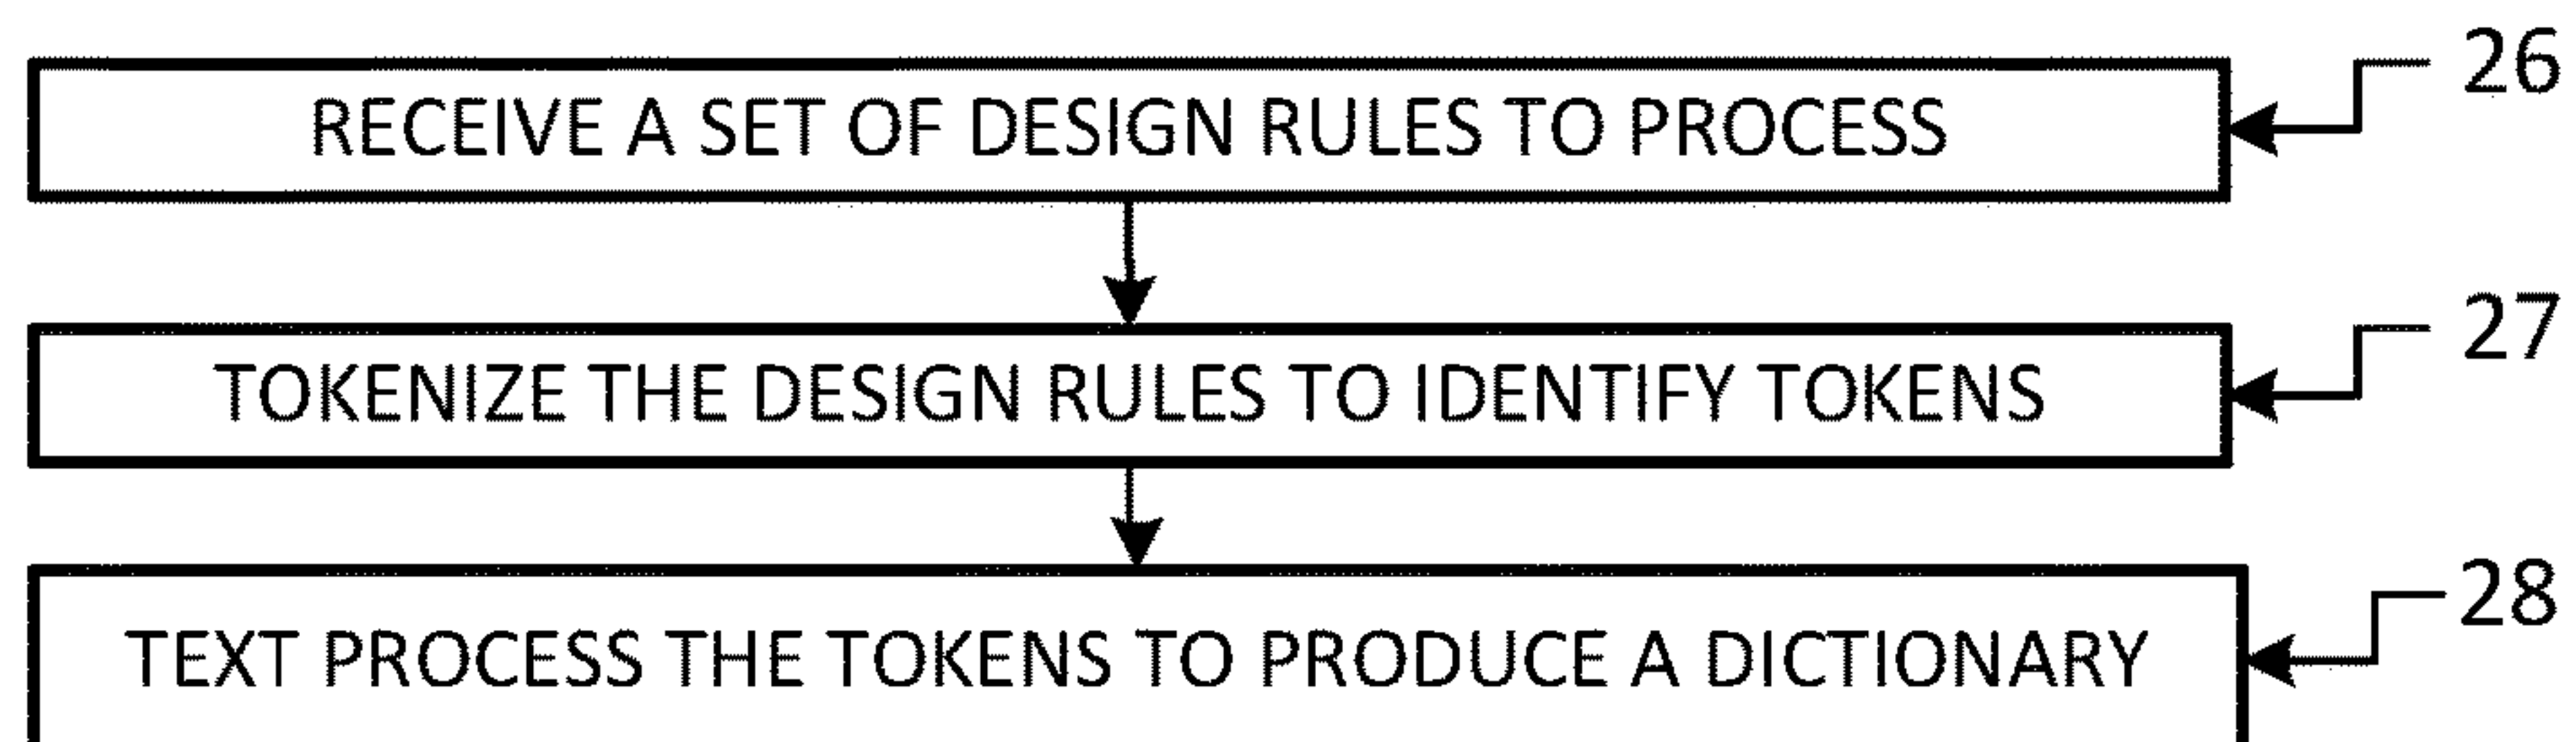 26
RECEIVE A SET OF DESIGN RULES TO PROCESS
27
TOKENIZE THE DESIGN RULES TO IDENTIFY TOKENS
28
TEXT PROCESS THE TOKENS TO PRODUCE A DICTIONARY